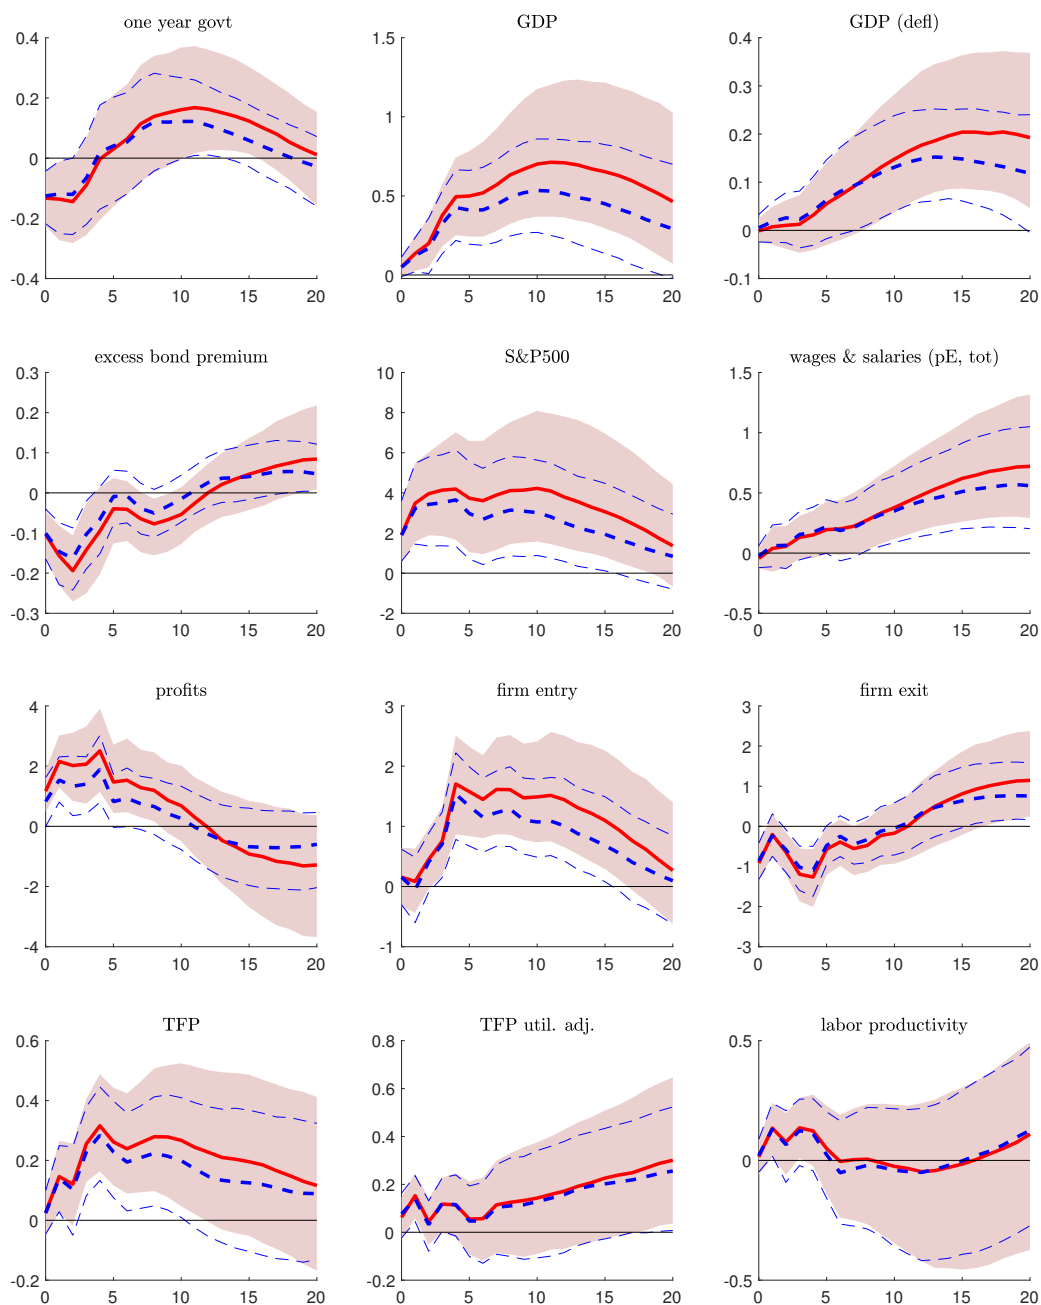 one year govt
GDP
GDP (defl)
0.4
0.2
0
-0.2
-0.4
0 5 10 15 20
1.5
1
0.5
0
0 5 10 15 20
0.4
0.3
0.2
0.1
0
-0.1
0 5 10 15 20
excess bond premium
S&P500
wages & salaries (pE, tot)
0.3
0.2
0.1
0
-0.1
-0.2
-0.3
0 5 10 15 20
10
8
6
4
2
0
-2
0 5 10 15 20
1.5
1
0.5
0
-0.5
0 5 10 15 20
profits
firm entry
firm exit
4
2
0
-2
-4
0 5 10 15 20
3
2
1
0
-1
0 5 10 15 20
3
2
1
0
-1
-2
-3
0 5 10 15 20
TFP
TFP util. adj.
labor productivity
0.6
0.4
0.2
0
-0.2
0 5 10 15 20
0.8
0.6
0.4
0.2
0
-0.2
0 5 10 15 20
0.5
0
-0.5
0 5 10 15 20